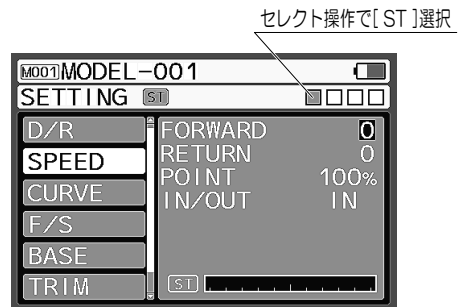 セレクト操作で[ ST ]選択
M001 MODEL-001
SETTING ST
D/R
SPEED
CURVE
F/S
BASE
TRIM
FORWARD 0
RETURN 0
POINT 100%
IN/OUT IN
ST